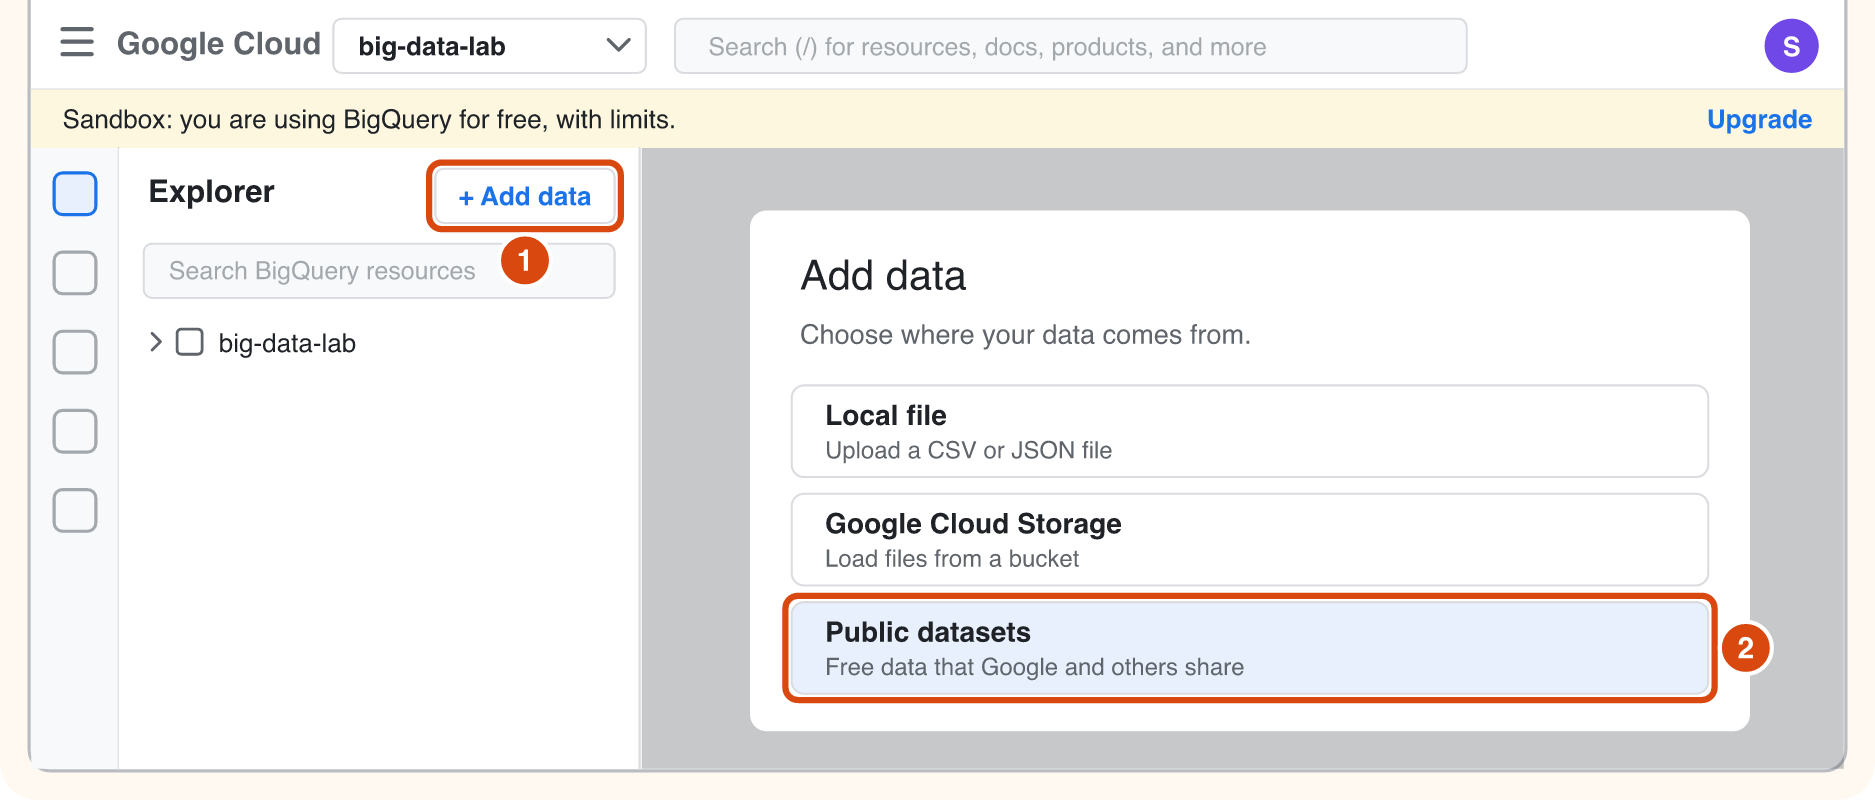 Google Cloud
big-data-lab
Search (/) for resources, docs, products, and more
S
Sandbox: you are using BigQuery for free, with limits.
Upgrade
Explorer
+ Add data
1
Search BigQuery resources
big-data-lab
Add data
Choose where your data comes from.
Local file
Upload a CSV or JSON file
Google Cloud Storage
Load files from a bucket
Public datasets
Free data that Google and others share
2